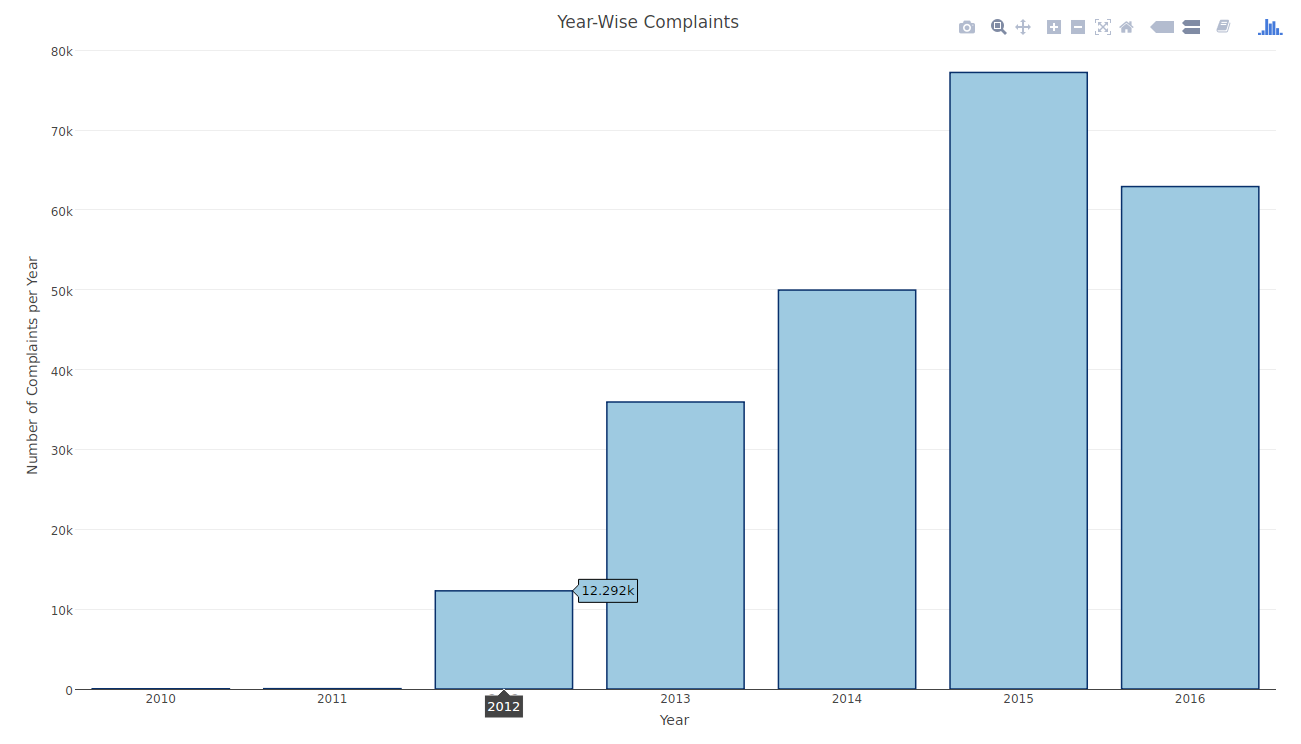 Year-Wise Complaints
80k
70k
60k
50k
40k
30k
20k
10k
0
Number of Complaints per Year
12.292k
2010
2011
2012
2013
2014
2015
2016
Year